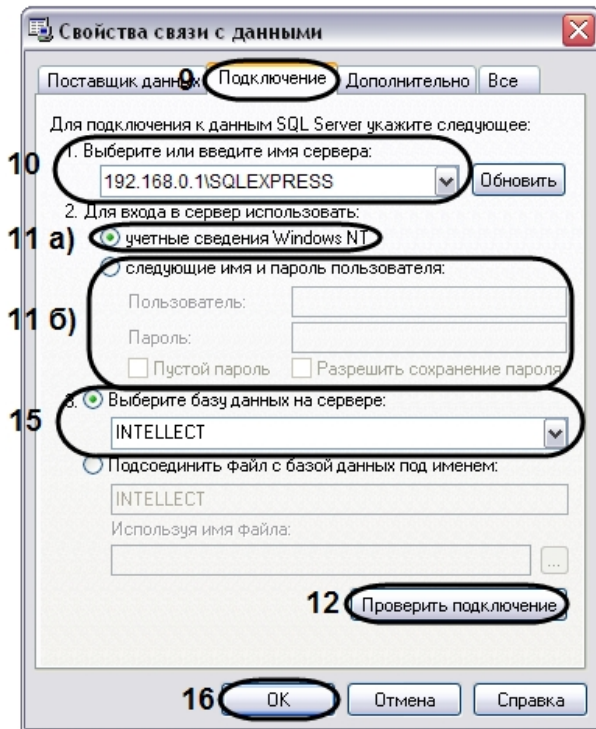 Свойства связи с данными
Поставщик данных 9 Подключение Дополнительно Все
Для подключения к данным SQL Server укажите следующее:
1. Выберите или введите имя сервера:
10 192.168.0.1\SQLEXPRESS Обновить
2. Для входа в сервер использовать:
11 а) учетные сведения Windows NT
следующие имя и пароль пользователя:
Пользователь:
11 б) Пароль:
Пустой пароль Разрешить сохранение пароля
3. Выберите базу данных на сервере:
15 INTELLECT
Подсоединить файл с базой данных под именем:
INTELLECT
Используя имя файла:
...
12 Проверить подключение
16 ОК Отмена Справка